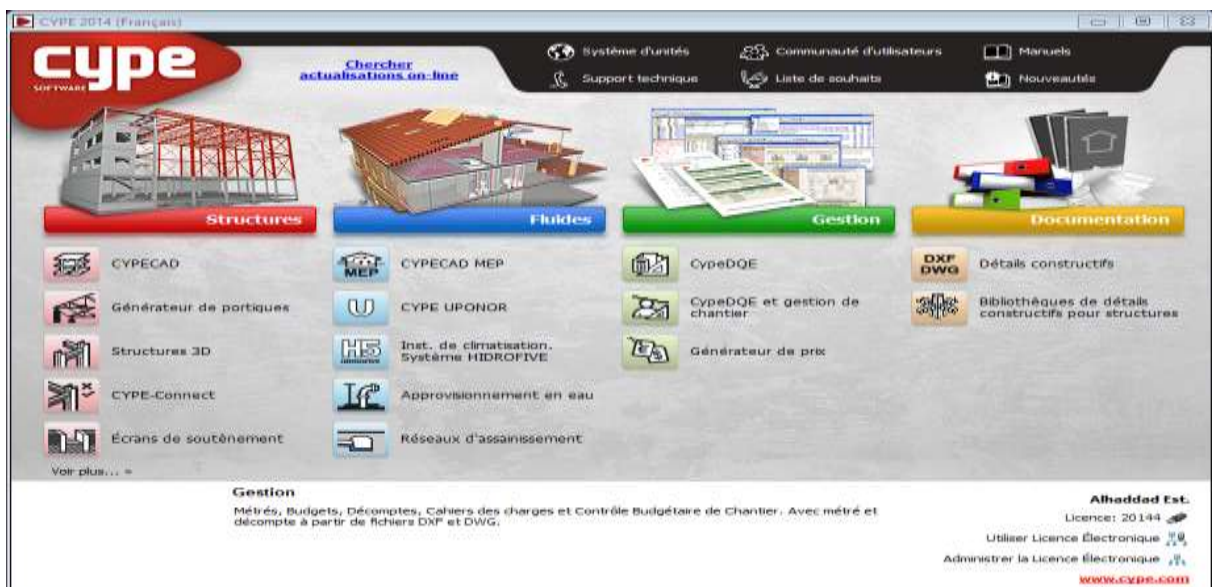 CYPE 2014 (Français)
cype
SOFTWARE
Chercher
actualisations on-line
Système d'unités
Communauté d'utilisateurs
Manuels
Support technique
Liste de souhaits
Nouveautés
Structures
Fluides
Gestion
Documentation
CYPECAD
MEP
CYPECAD MEP
CypeDQE
DXF
DWG
Détails constructifs
Générateur de portiques
U
CYPE UPONOR
CypeDQE et gestion de
chantier
Bibliothèques de détails
constructifs pour structures
Structures 3D
H5
Inst. de climatisation.
Système HIDROFIVE
Générateur de prix
CYPE-Connect
Approvisionnement en eau
Écrans de soutènement
Réseaux d'assainissement
Voir plus... »
Gestion
Métrés, Budgets, Décomptes, Cahiers des charges et Contrôle Budgétaire de Chantier. Avec métré et
décompte à partir de fichiers DXF et DWG.
Alhaddad Est.
Licence: 20144
Utiliser Licence Électronique
Administrer la Licence Électronique
www.cype.com